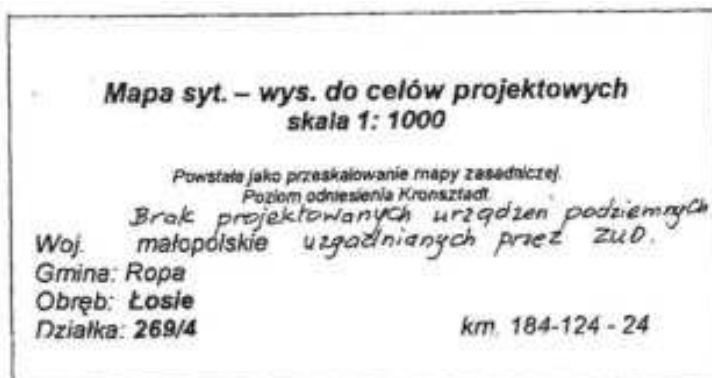 Mapa syt. – wys. do celów projektowych
skala 1: 1000
Powstała jako przeskalowanie mapy zasadniczej.
Poziom odniesienia Kronsztadt.
Brak projektowanych urządzeń podziemnych
Woj. małopolskie uzgadnianych przez ZUD.
Gmina: Ropa
Obręb: Łosie
Działka: 269/4 km. 184-124 - 24